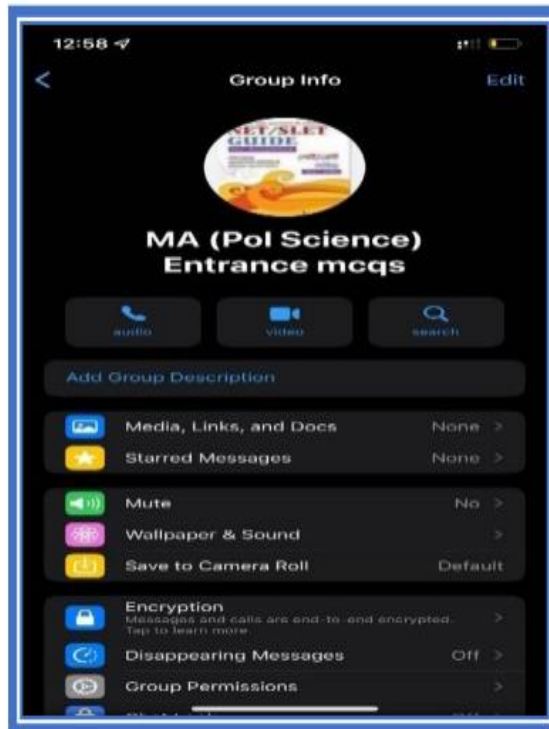 12:58
Group Info
Edit
NET/SLET
GUIDE
MA (Pol Science)
Entrance mcqs
audio
video
search
Add Group Description
Media, Links, and Docs None
Starred Messages None
Mute No
Wallpaper & Sound
Save to Camera Roll Default
Encryption
Messages and calls are end-to-end encrypted.
Tap to learn more.
Disappearing Messages Off
Group Permissions